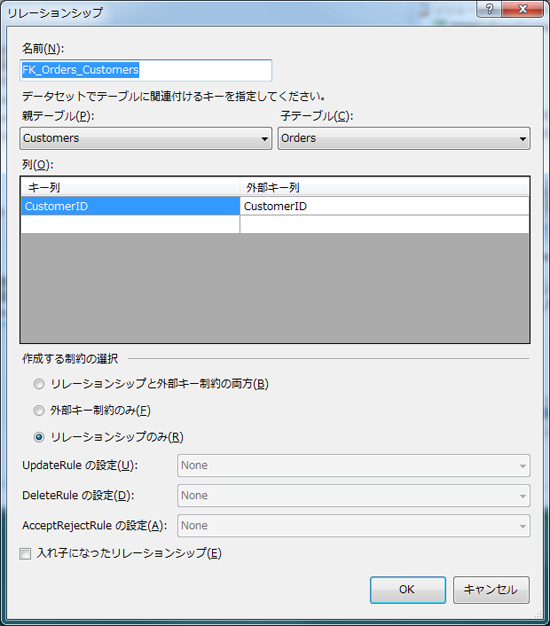 リレーションシップ
名前(N):
FK_Orders_Customers
データセットでテーブルに関連付けるキーを指定してください。
親テーブル(P): 子テーブル(C):
Customers Orders
列(O):
キー列 外部キー列
CustomerID CustomerID
作成する制約の選択
リレーションシップと外部キー制約の両方(B)
外部キー制約のみ(F)
リレーションシップのみ(R)
UpdateRule の設定(U): None
DeleteRule の設定(D): None
AcceptRejectRule の設定(A): None
入れ子になったリレーションシップ(E)
OK キャンセル